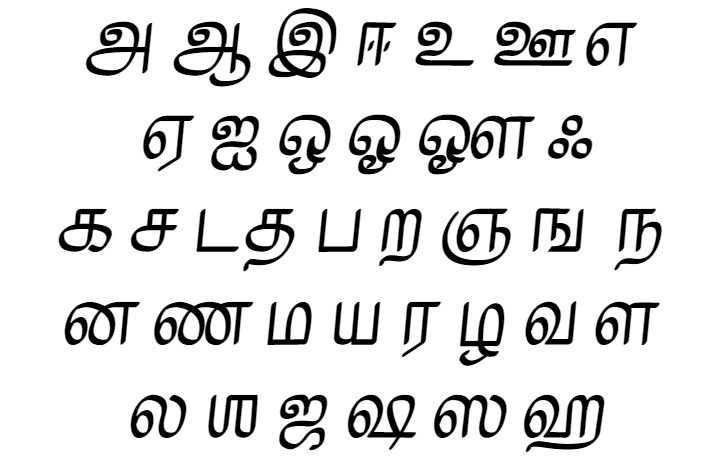 அ ஆ இ ஈ உ ஊ எ
ஏ ஐ ஒ ஓ ஔ ஃ
க ச ட த ப ற ஞ ங ந
ன ண ம ய ர ழ வ ள
ல ஶ ஜ ஷ ஸ ஹ